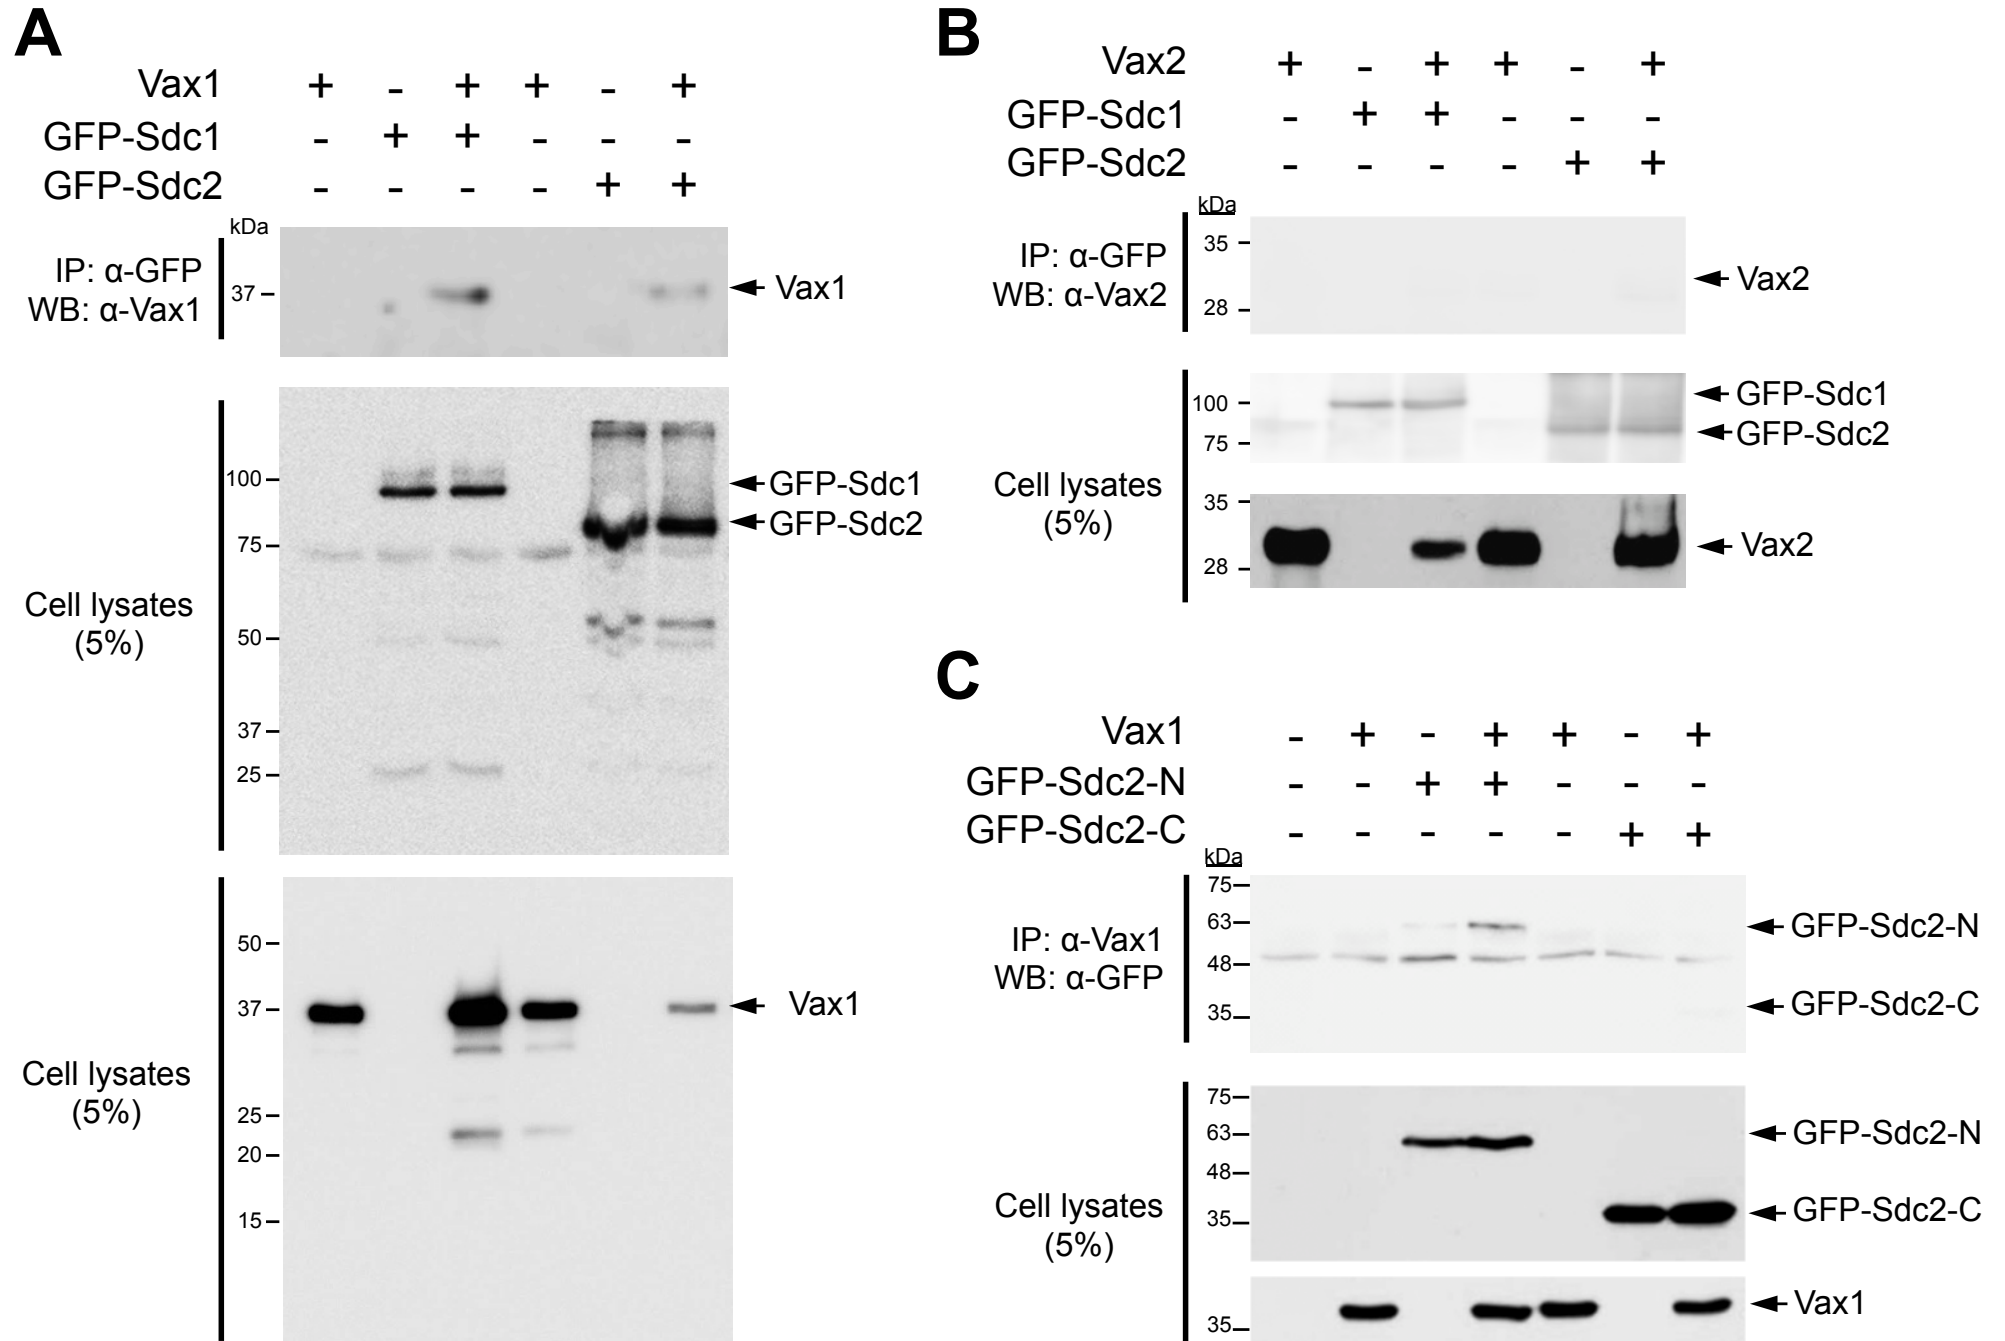 A
Vax1 + - + + - +
GFP-Sdc1 - + + - - -
GFP-Sdc2 - - - - + +
kDa
IP: α-GFP
WB: α-Vax1
37
Vax1
100
75
50
37
25
GFP-Sdc1
GFP-Sdc2
Cell lysates
(5%)
50
37
25
20
15
Vax1
Cell lysates
(5%)
B
Vax2 + - + + - +
GFP-Sdc1 - + + - - -
GFP-Sdc2 - - - - + +
kDa
IP: α-GFP
WB: α-Vax2
35
28
Vax2
100
75
GFP-Sdc1
GFP-Sdc2
Cell lysates
(5%)
35
28
Vax2
C
Vax1 - + - + + - +
GFP-Sdc2-N - - + + - - -
GFP-Sdc2-C - - - - - + +
kDa
IP: α-Vax1
WB: α-GFP
75
63
48
35
GFP-Sdc2-N
GFP-Sdc2-C
75
63
48
35
GFP-Sdc2-N
GFP-Sdc2-C
Cell lysates
(5%)
35
Vax1